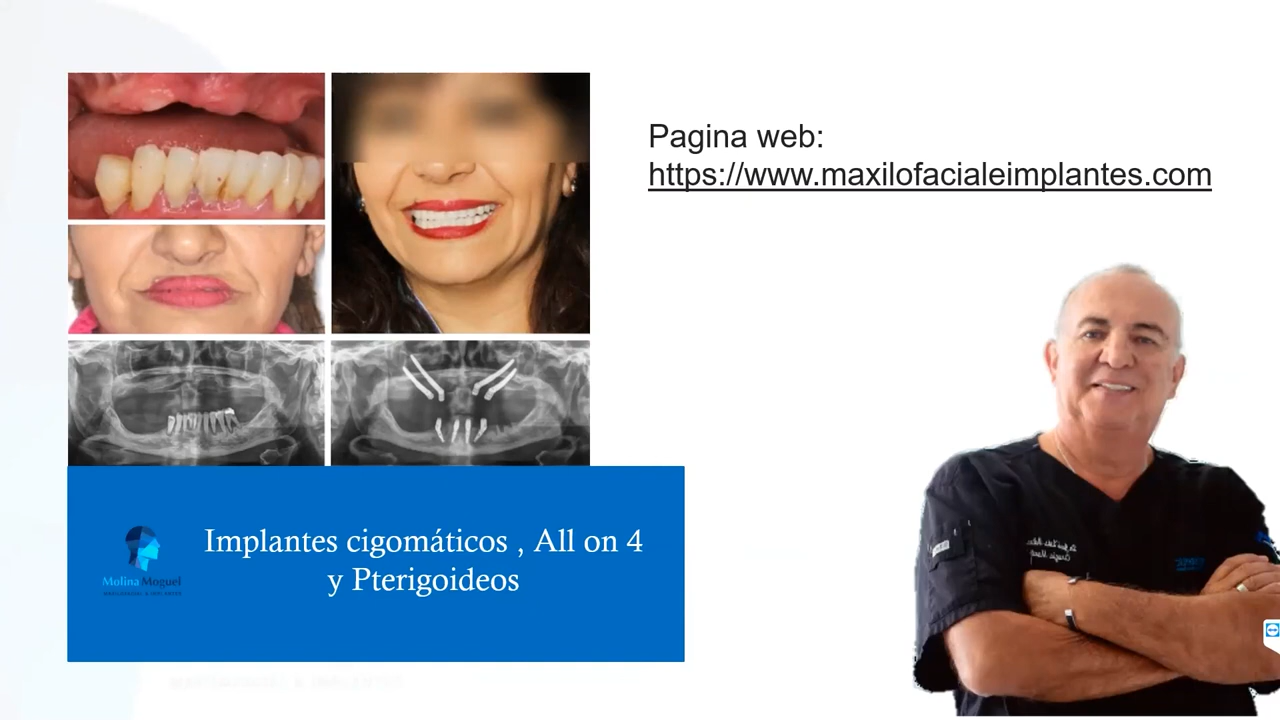 Pagina web:
https://www.maxilofacialeimplantes.com
Implantes cigomáticos , All on 4
y Pterigoideos
Molina Moguel